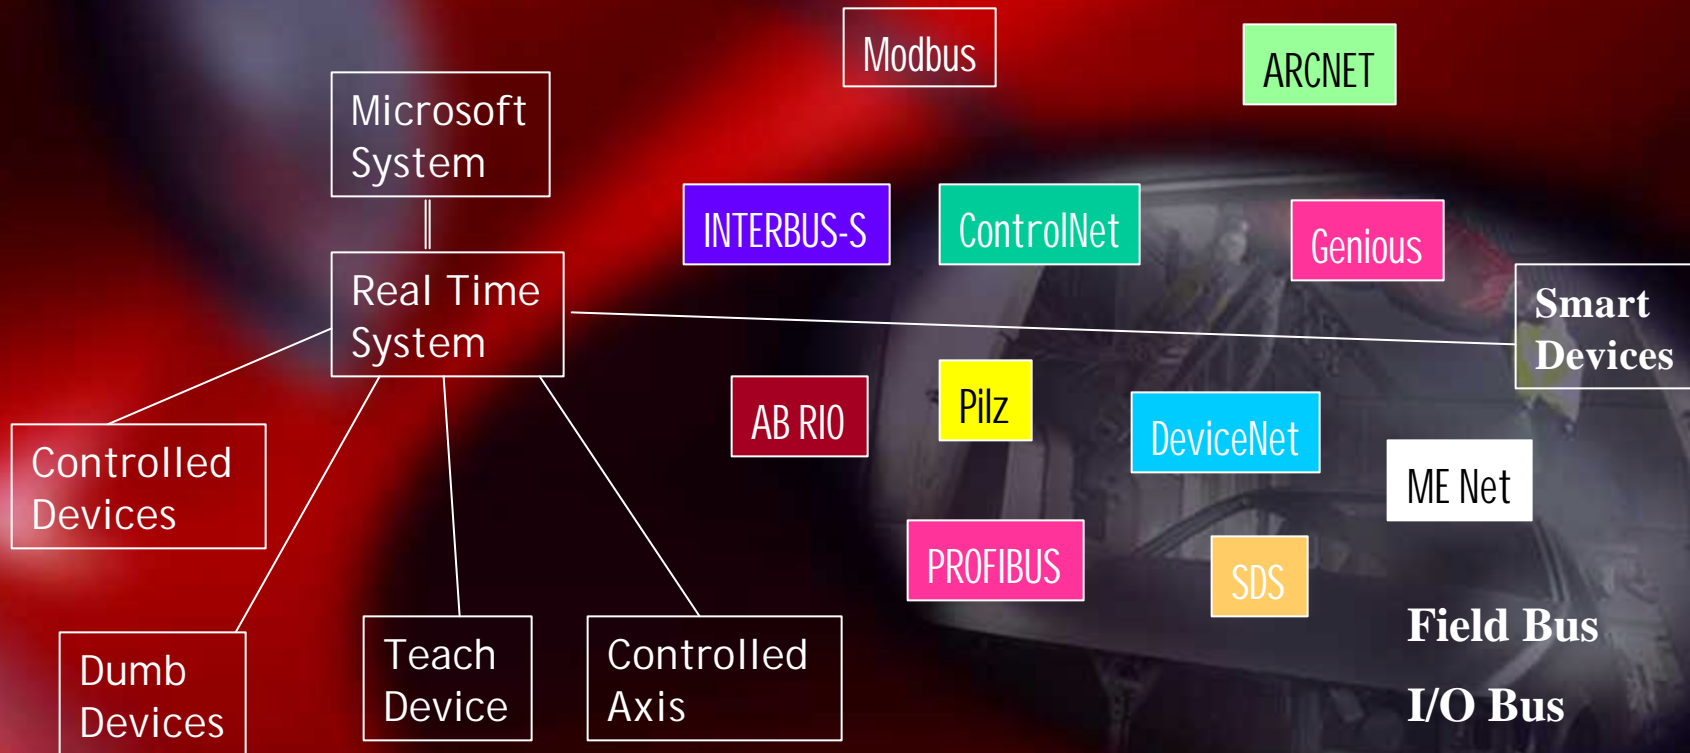 Modbus
ARCNET
Microsoft
System
INTERBUS-S
ControlNet
Genious
Real Time
System
Smart
Devices
AB RIO
Pilz
DeviceNet
ME Net
Controlled
Devices
PROFIBUS
SDS
Field Bus
I/O Bus
Dumb
Devices
Teach
Device
Controlled
Axis